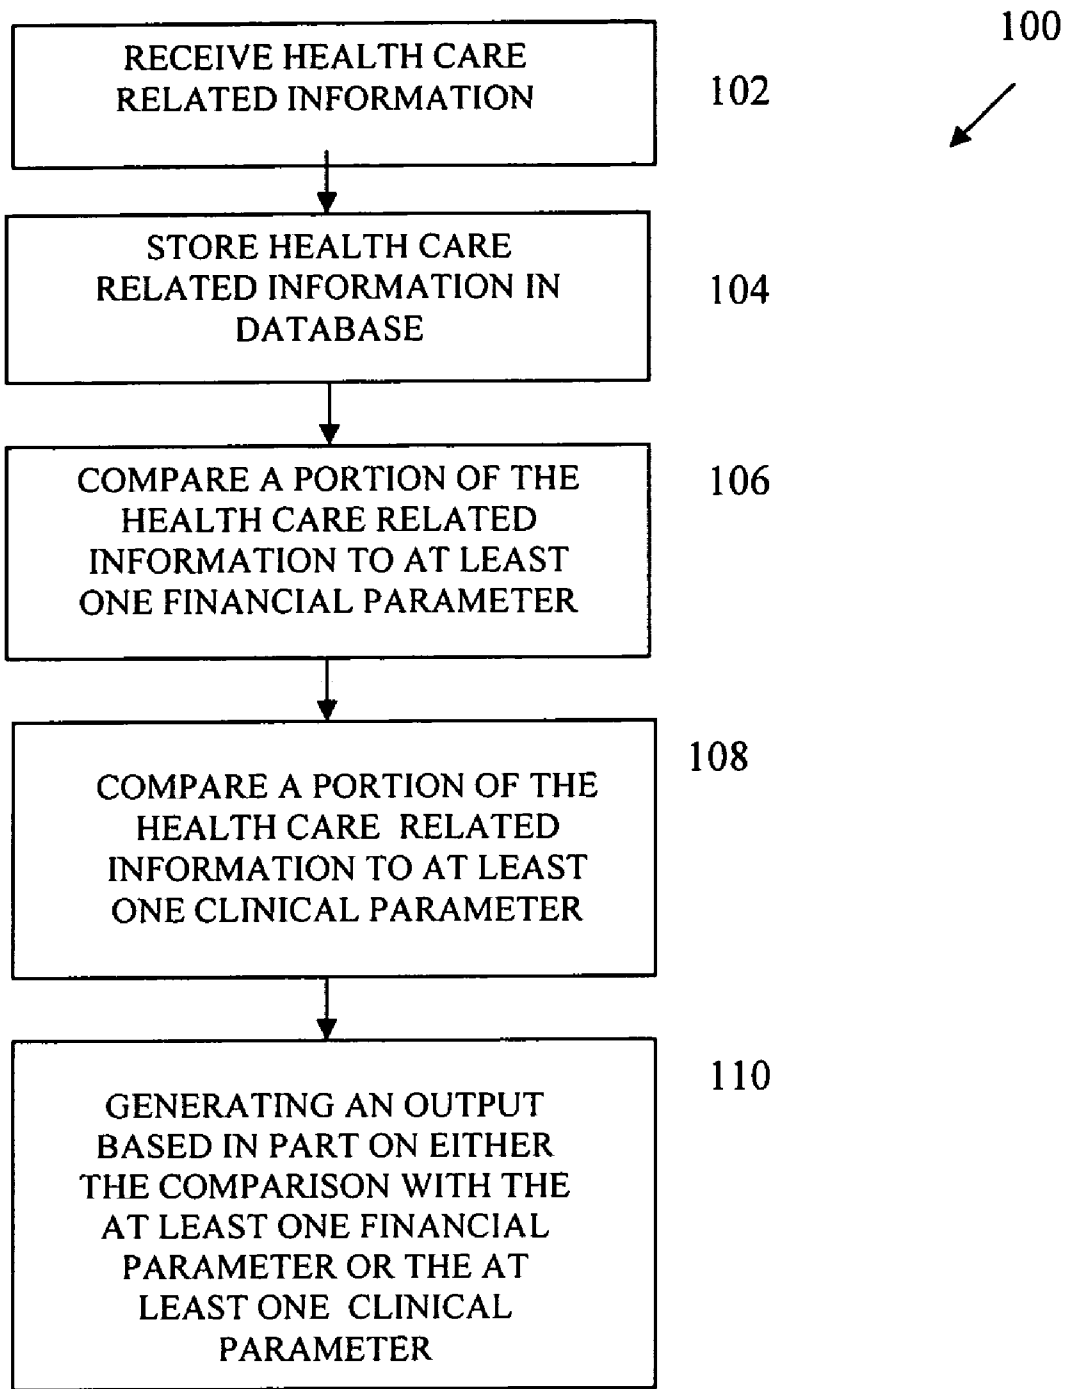 100
RECEIVE HEALTH CARE
RELATED INFORMATION
102
STORE HEALTH CARE
RELATED INFORMATION IN
DATABASE
104
COMPARE A PORTION OF THE
HEALTH CARE RELATED
INFORMATION TO AT LEAST
ONE FINANCIAL PARAMETER
106
COMPARE A PORTION OF THE
HEALTH CARE RELATED
INFORMATION TO AT LEAST
ONE CLINICAL PARAMETER
108
GENERATING AN OUTPUT
BASED IN PART ON EITHER
THE COMPARISON WITH THE
AT LEAST ONE FINANCIAL
PARAMETER OR THE AT
LEAST ONE CLINICAL
PARAMETER
110